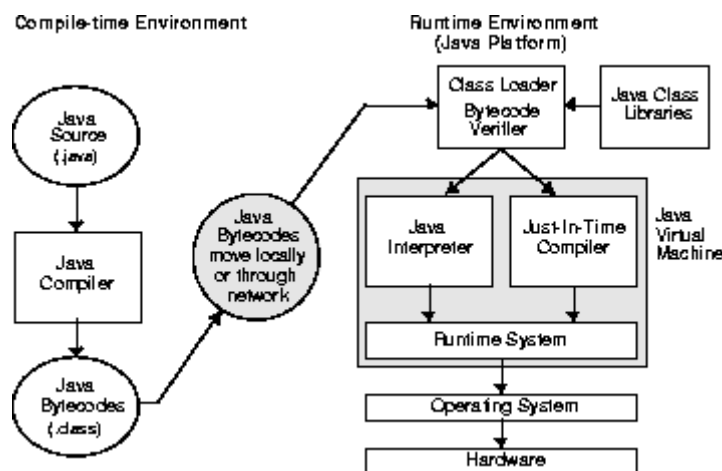 Compile-time Environment
Runtime Environment
(Java Platform)
Java
Source
(.java)
Java
Compiler
Java
Bytecodes
(.class)
Java
Bytecodes
move locally
or through
network
Class Loader
Bytecode
Verifier
Java Class
Libraries
Java
Interpreter
Just-In-Time
Compiler
Java
Virtual
Machine
Runtime System
Operating System
Hardware